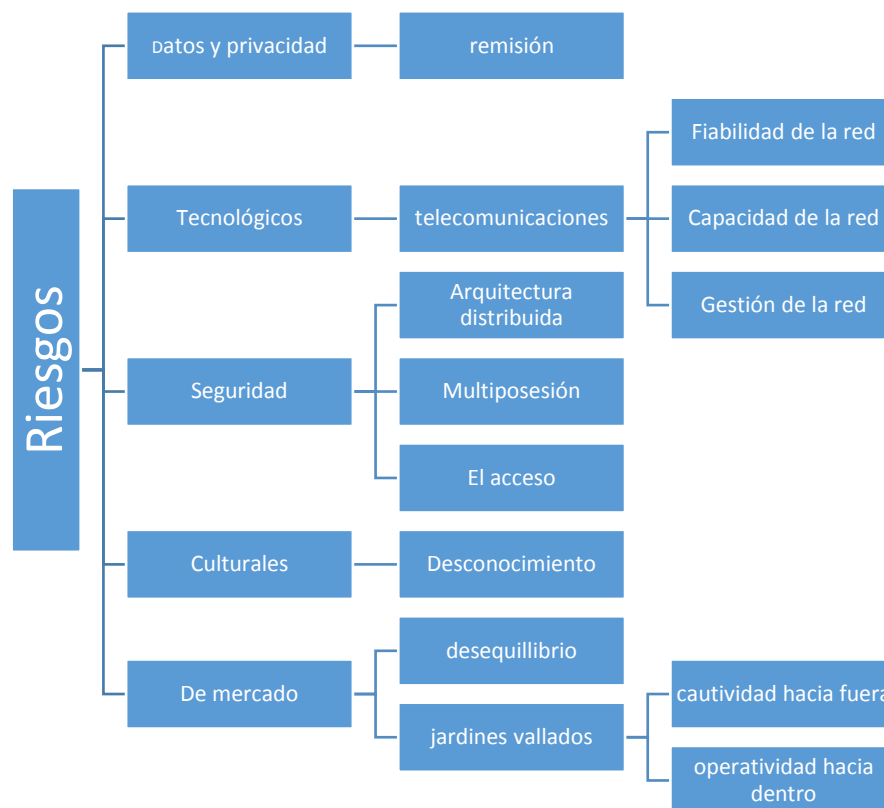 Riesgos
Datos y privacidad
remisión
Tecnológicos
telecomunicaciones
Fiabilidad de la red
Capacidad de la red
Gestión de la red
Seguridad
Arquitectura
distribuida
Multiposesión
El acceso
Culturales
Desconocimiento
De mercado
desequillibrio
jardines vallados
cautividad hacia fuera
operatividad hacia
dentro